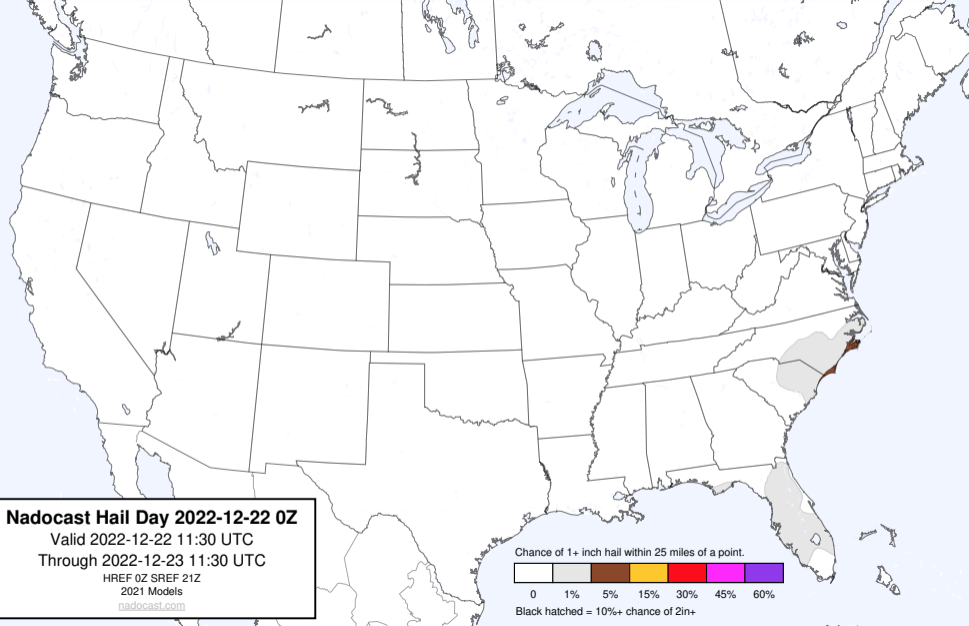 Nadocast Hail Day 2022-12-22 0Z
Valid 2022-12-22 11:30 UTC
Through 2022-12-23 11:30 UTC
HREF 0Z SREF 21Z
2021 Models
nadocast.com
Chance of 1+ inch hail within 25 miles of a point.
0 1% 5% 15% 30% 45% 60%
Black hatched = 10%+ chance of 2in+